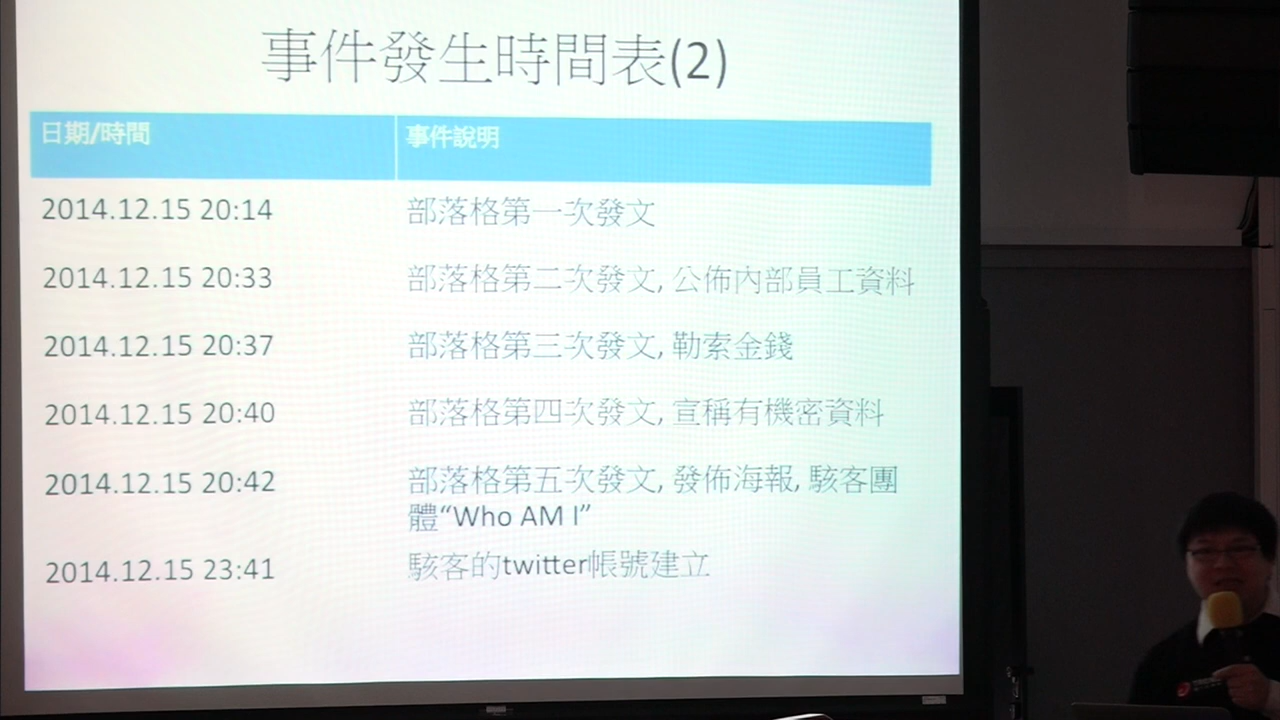 事件發生時間表(2)
日期/時間 事件說明
2014.12.15 20:14 部落格第一次發文
2014.12.15 20:33 部落格第二次發文, 公佈內部員工資料
2014.12.15 20:37 部落格第三次發文, 勒索金錢
2014.12.15 20:40 部落格第四次發文, 宣稱有機密資料
2014.12.15 20:42 部落格第五次發文, 發佈海報, 駭客團
體“Who AM I”
2014.12.15 23:41 駭客的twitter帳號建立